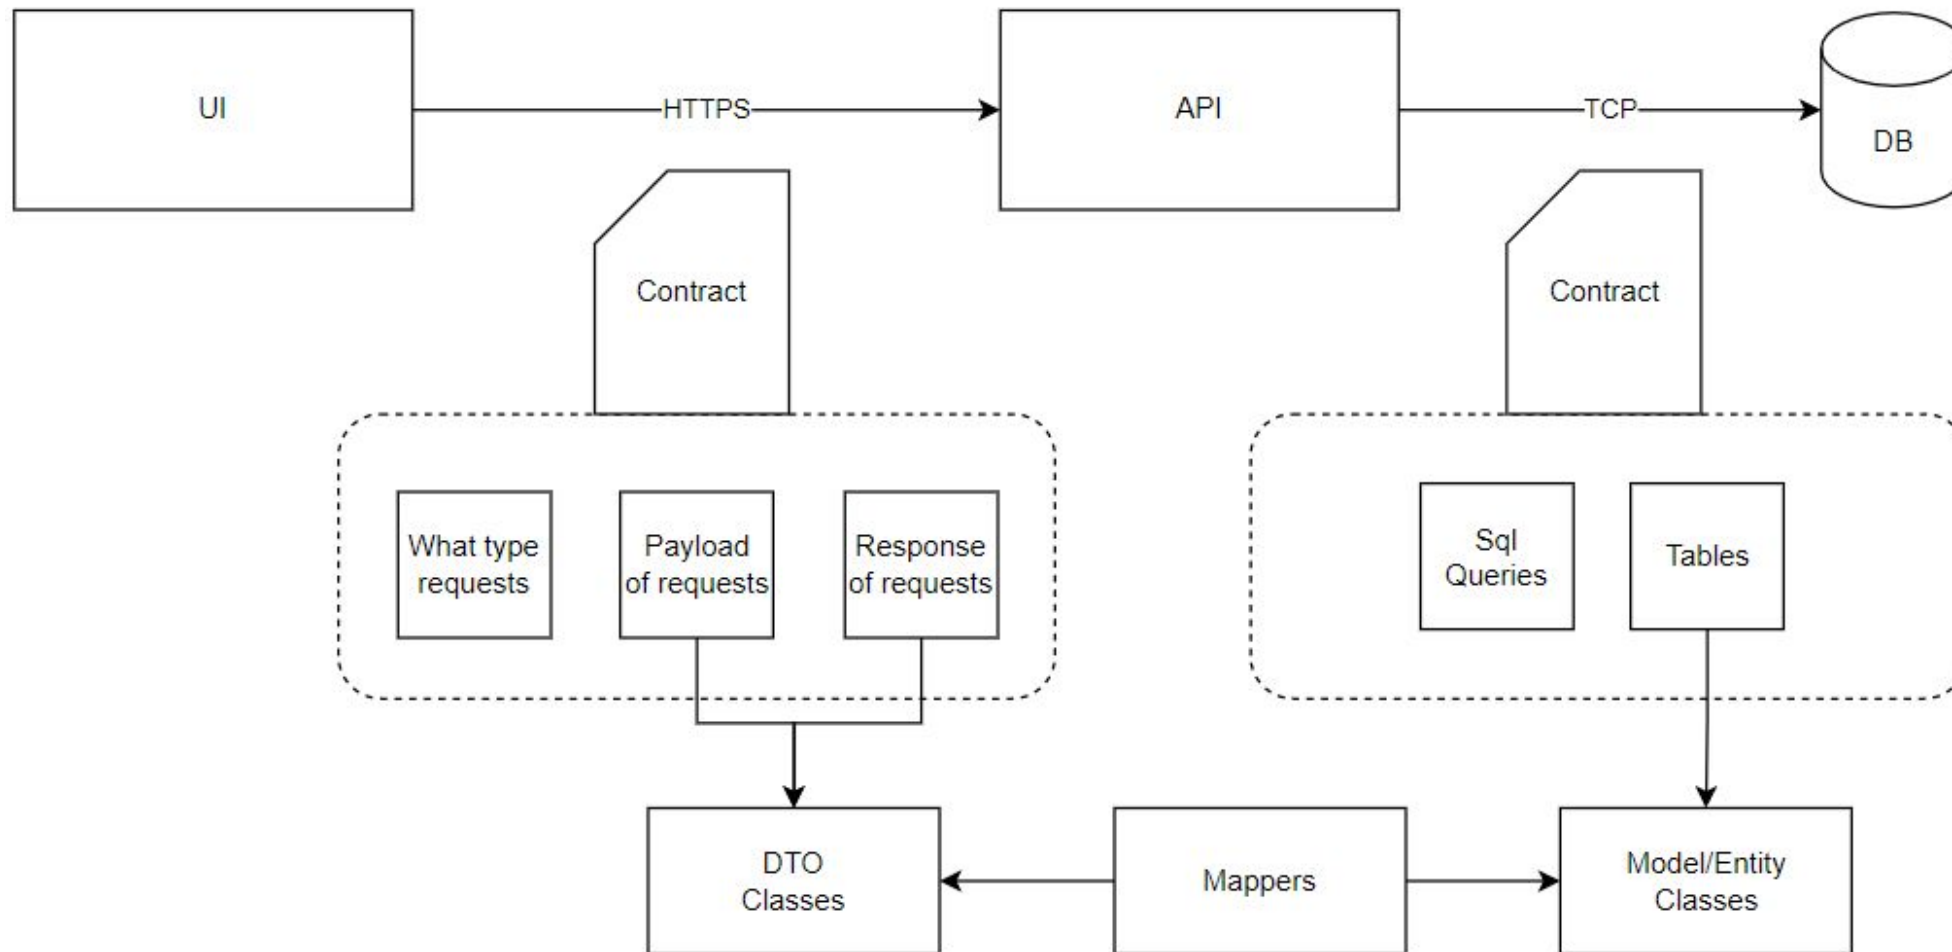 UI
HTTPS
API
TCP
DB
Contract
Contract
What type
requests
Payload
of requests
Response
of requests
Sql
Queries
Tables
DTO
Classes
Mappers
Model/Entity
Classes